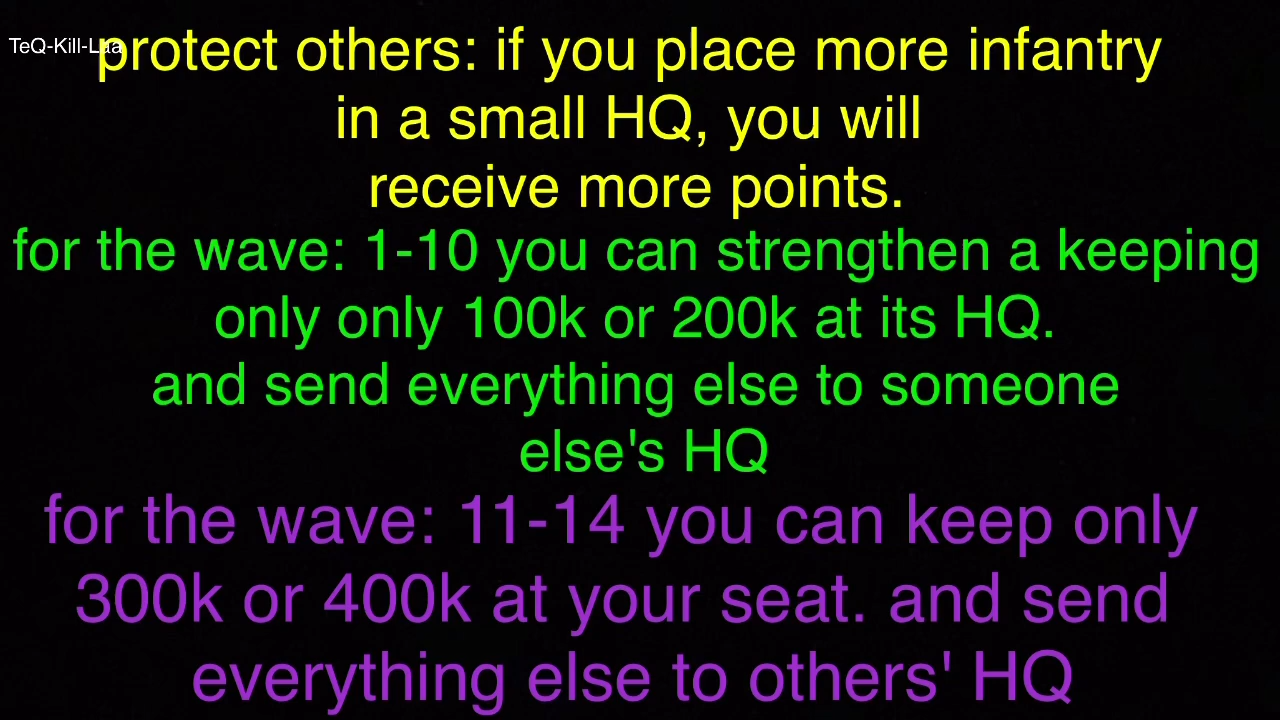 TeQ-Kill-Laa
protect others: if you place more infantry
in a small HQ, you will
receive more points.
for the wave: 1-10 you can strengthen a keeping
only only 100k or 200k at its HQ.
and send everything else to someone
else's HQ
for the wave: 11-14 you can keep only
300k or 400k at your seat. and send
everything else to others' HQ